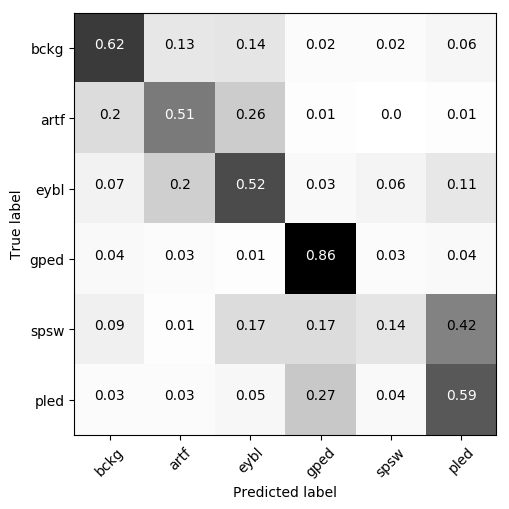 bckg 0.62 0.13 0.14 0.02 0.02 0.06
artf 0.2 0.51 0.26 0.01 0.0 0.01
eybl 0.07 0.2 0.52 0.03 0.06 0.11
gped 0.04 0.03 0.01 0.86 0.03 0.04
spsw 0.09 0.01 0.17 0.17 0.14 0.42
pled 0.03 0.03 0.05 0.27 0.04 0.59
bckg artf eybl gped spsw pled
True label
Predicted label